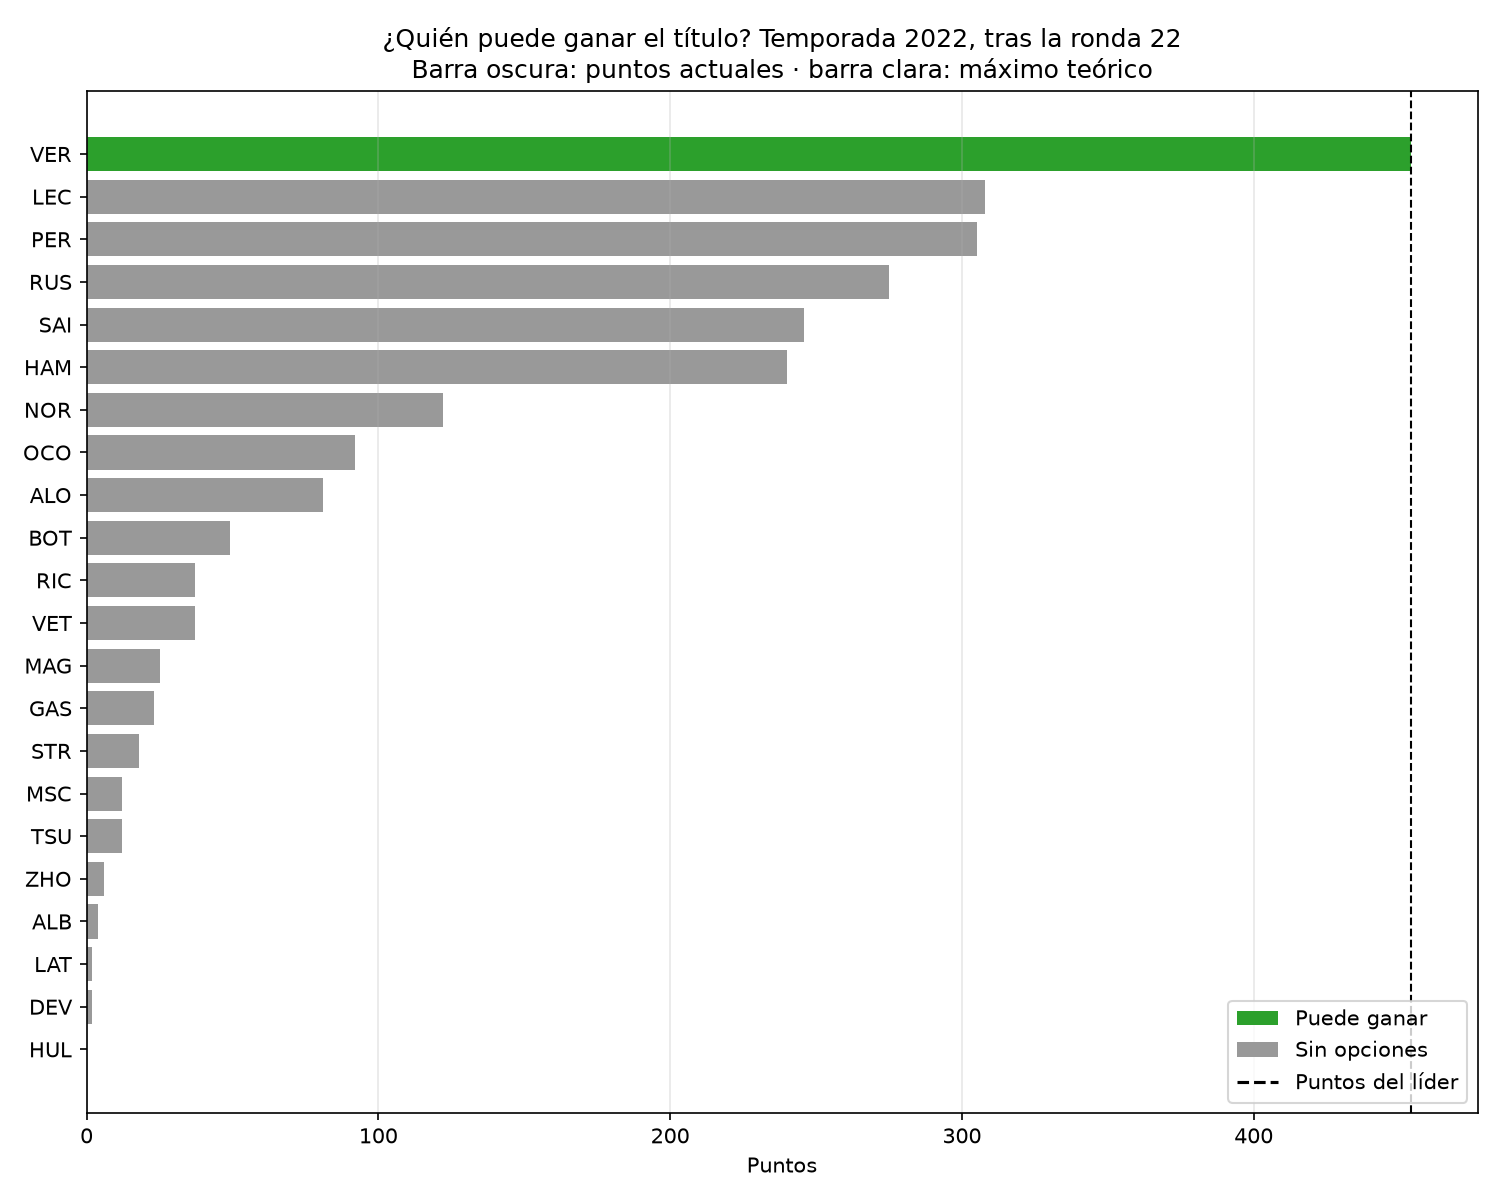 ¿Quién puede ganar el título? Temporada 2022, tras la ronda 22
Barra oscura: puntos actuales · barra clara: máximo teórico
VER
LEC
PER
RUS
SAI
HAM
NOR
OCO
ALO
BOT
RIC
VET
MAG
GAS
STR
MSC
TSU
ZHO
ALB
LAT
DEV
HUL
Puede ganar
Sin opciones
Puntos del líder
0 100 200 300 400
Puntos